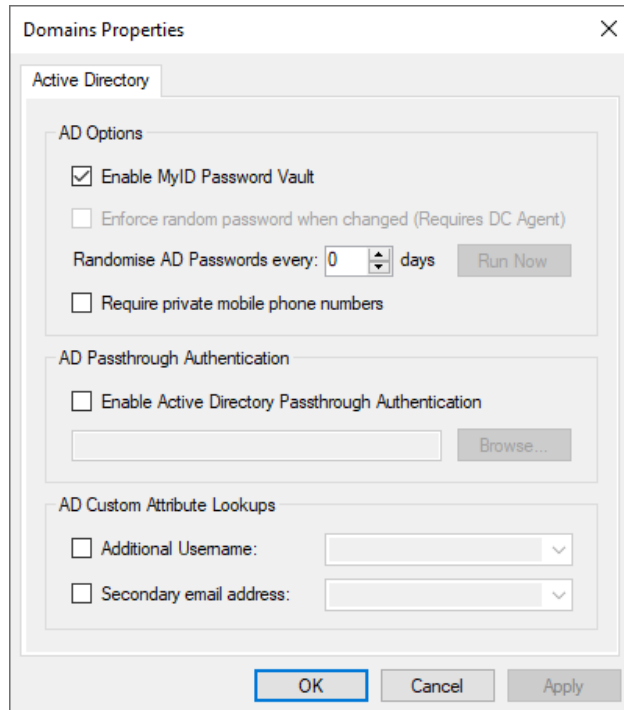 Domains Properties
Active Directory
AD Options
Enable MyID Password Vault
Enforce random password when changed (Requires DC Agent)
Randomise AD Passwords every: 0 days Run Now
Require private mobile phone numbers
AD Passthrough Authentication
Enable Active Directory Passthrough Authentication
Browse...
AD Custom Attribute Lookups
Additional Username:
Secondary email address:
OK Cancel Apply